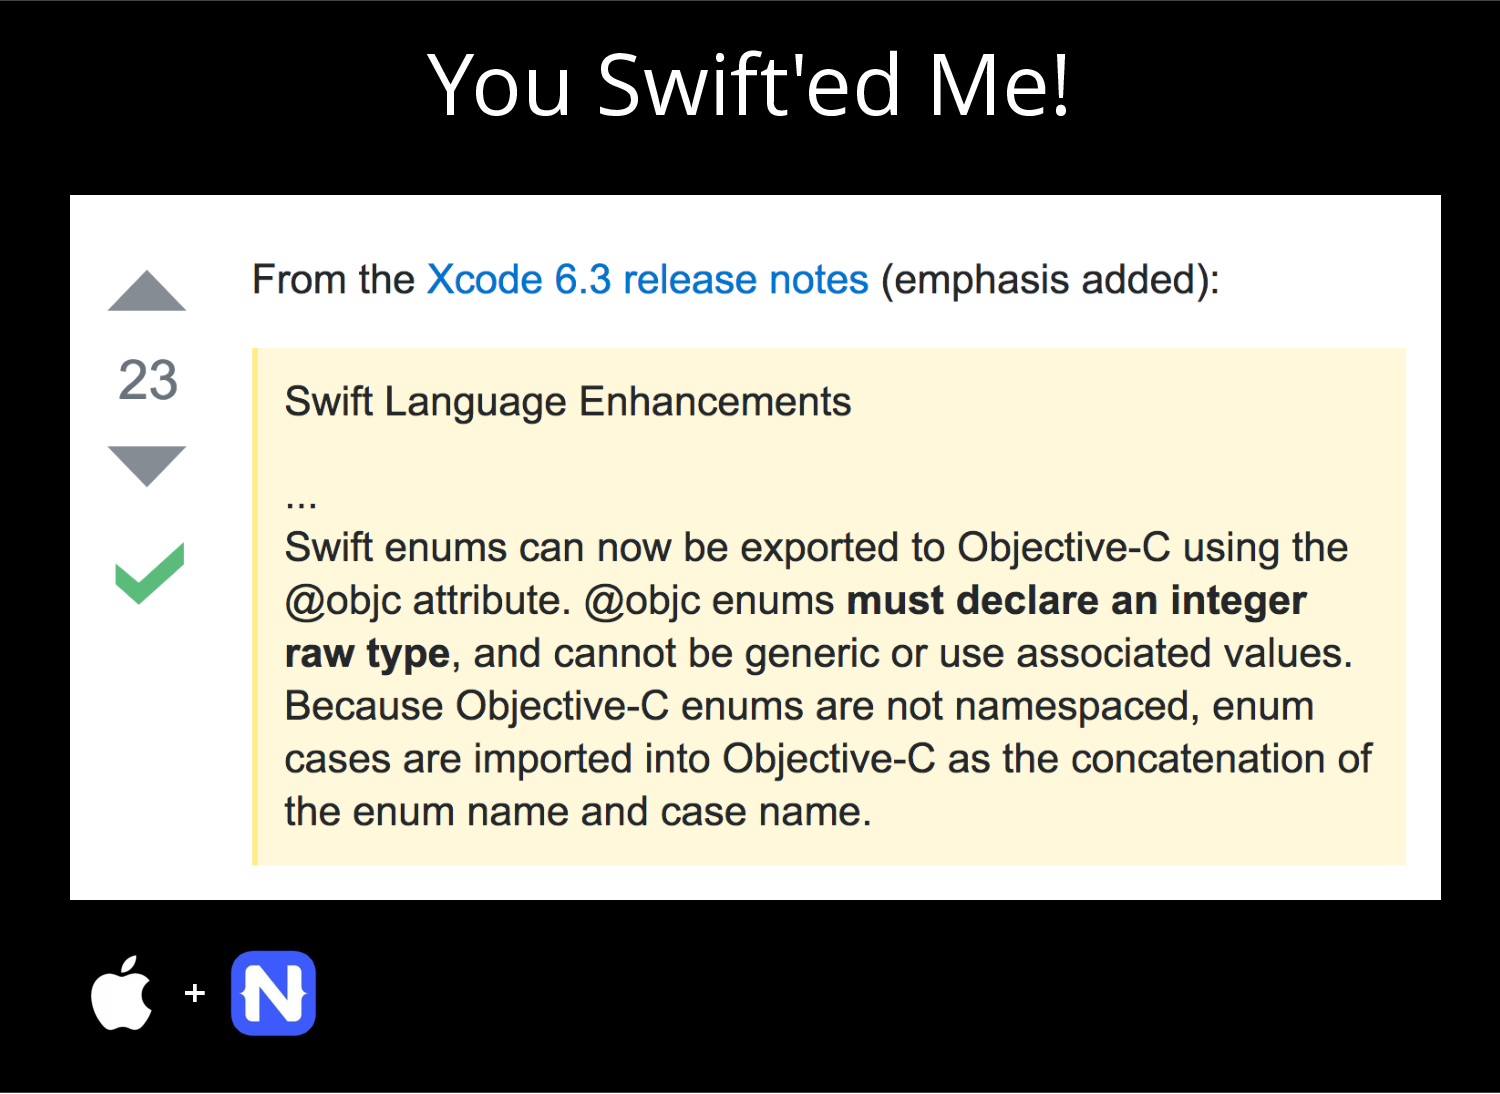 You Swift'ed Me!
From the Xcode 6.3 release notes (emphasis added):
23
Swift Language Enhancements
...
Swift enums can now be exported to Objective-C using the
@objc attribute. @objc enums must declare an integer
raw type, and cannot be generic or use associated values.
Because Objective-C enums are not namespaced, enum
cases are imported into Objective-C as the concatenation of
the enum name and case name.
+ N